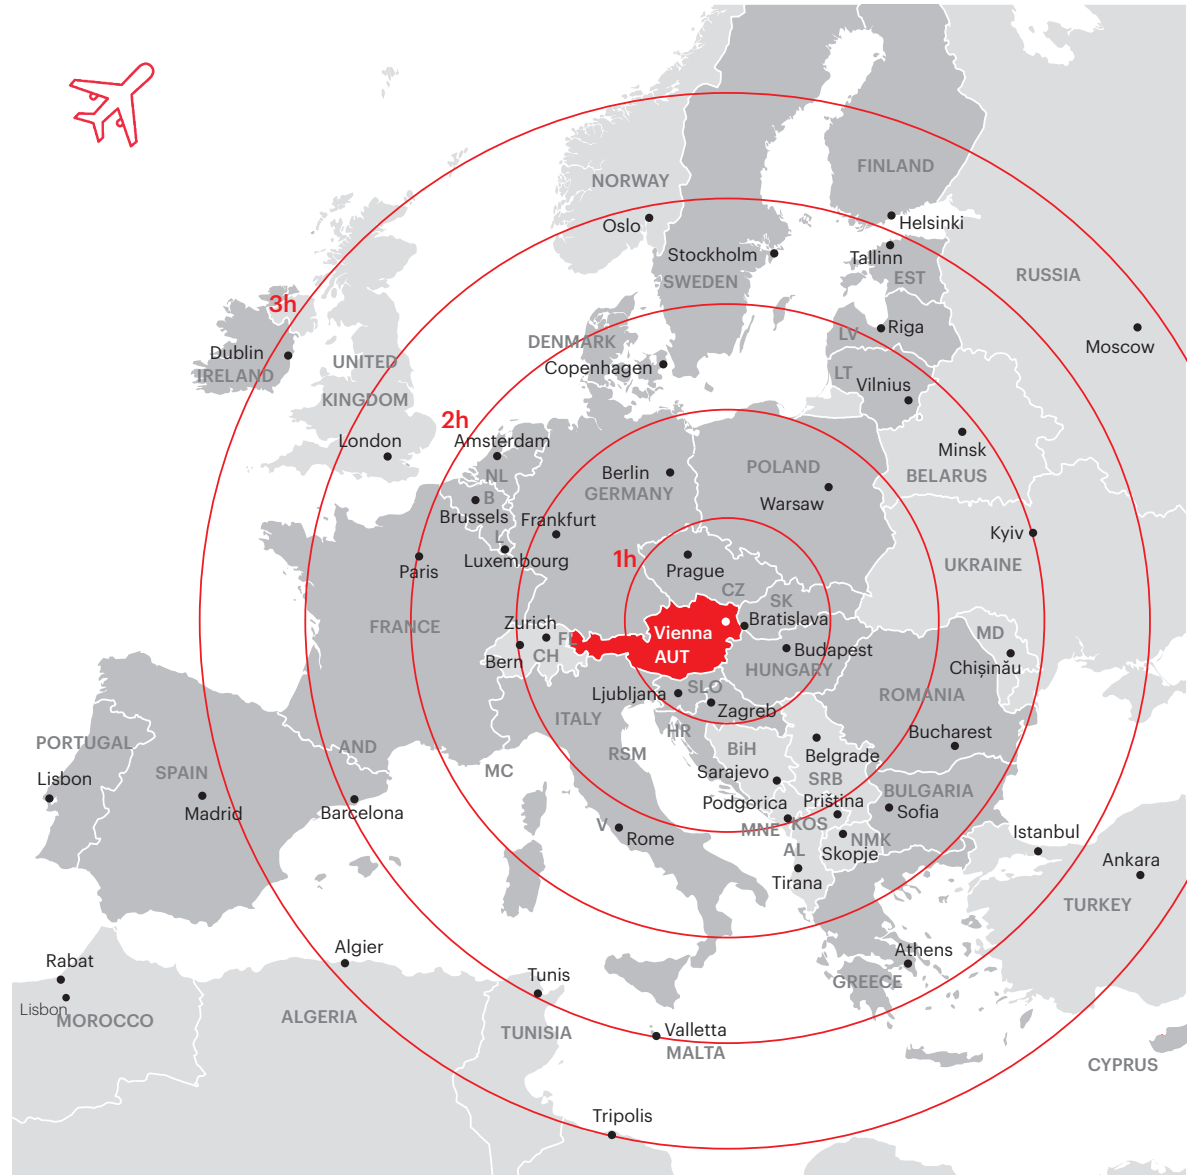 FINLAND
NORWAY
Helsinki
Oslo
Stockholm
Tallinn
EST
RUSSIA
SWEDEN
3h
Riga
LV
DENMARK
Moscow
Dublin
UNITED
Copenhagen
IRELAND
LT
Vilnius
KINGDOM
2h
London
Amsterdam
Minsk
POLAND
Berlin
NL
BELARUS
GERMANY
B
Warsaw
Brussels
Frankfurt
Kyiv
L
1h
Luxembourg
UKRAINE
Paris
Prague
CZ
SK
Bratislava
FRANCE
Zurich
Vienna
MD
FL
Budapest
CH
AUT
Bern
HUNGARY
Chișinău
Ljubljana
SLO
ROMANIA
Zagreb
ITALY
HR
Bucharest
PORTUGAL
AND
BiH
RSM
Belgrade
SPAIN
MC
Sarajevo
Lisbon
SRB
BULGARIA
Podgorica
Priština
Madrid
Barcelona
Sofia
V
KOS
MNE
Rome
Istanbul
NMK
AL
Skopje
Ankara
Tirana
TURKEY
Rabat
Algier
Athens
Tunis
GREECE
Lisbon
MOROCCO
ALGERIA
TUNISIA
Valletta
MALTA
CYPRUS
Tripolis